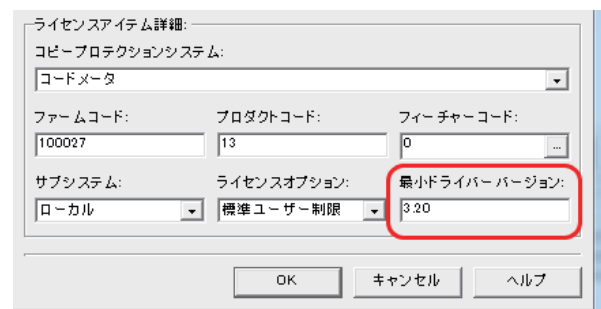 ライセンスアイテム詳細:
コピープロテクションシステム:
コードメータ
ファームコード: プロダクトコード: フィーチャーコード:
100027 13 0 ...
サブシステム: ライセンスオプション: 最小ドライバー バージョン:
ローカル 標準ユーザー制限 3.20
OK キャンセル ヘルプ